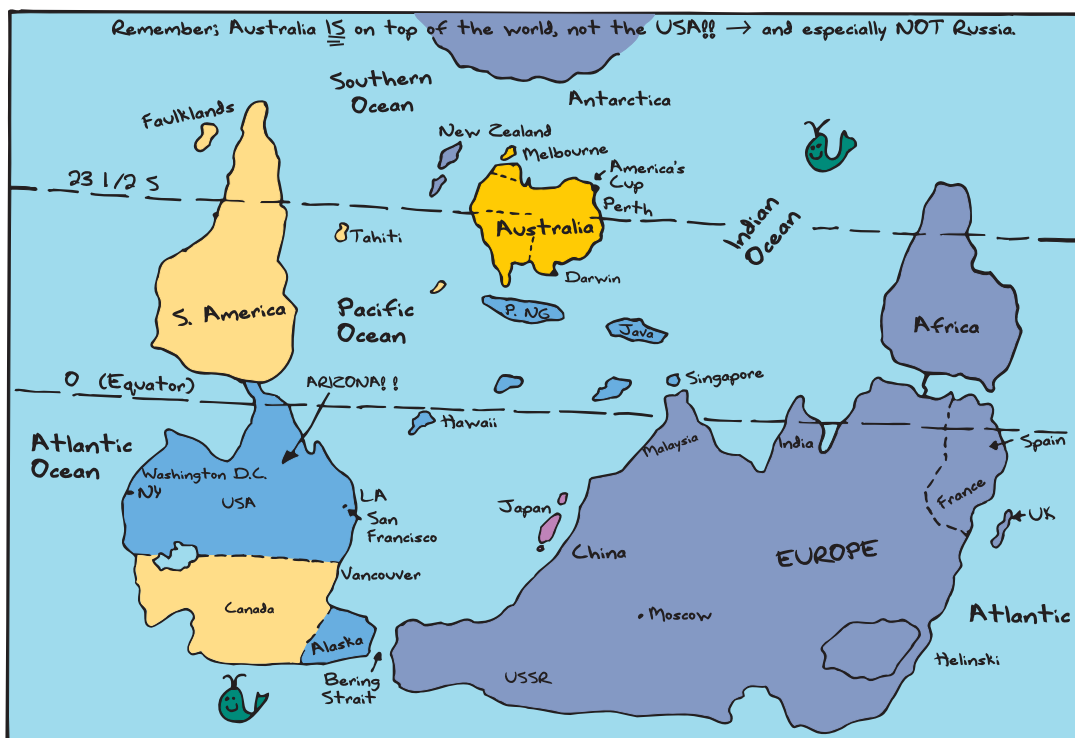 Remember; Australia IS on top of the world, not the USA!! → and especially NOT Russia.
Southern
Ocean
Antarctica
Faulklands
New Zealand
Melbourne
America's
Cup
Perth
23 1/2 S
Tahiti
Australia
Indian
Ocean
Darwin
S. America
Pacific
Ocean
P. NG
Java
Africa
O (Equator)
ARIZONA!!
Singapore
Hawaii
Atlantic
Ocean
Malaysia
India
Spain
Washington D.C.
NY
USA
LA
San
Francisco
Japan
France
UK
China
EUROPE
Vancouver
Canada
Moscow
Atlantic
Alaska
Helinski
Bering
Strait
USSR